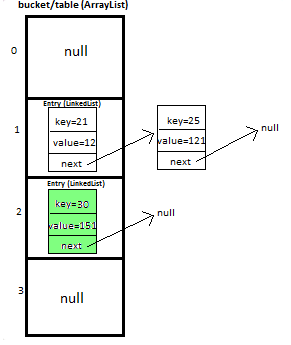 bucket/table (ArrayList)
0
null
Entry (LinkedList)
1
key=21
value=12
next
key=25
value=121
next
null
Entry (LinkedList)
2
key=30
value=151
next
null
3
null